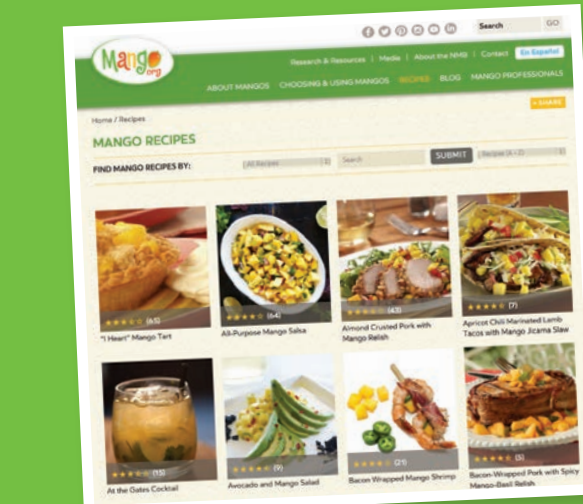 Search GO
Mango.org
Research & Resources | Media | About the NMB | Contact En Español
ABOUT MANGOS CHOOSING & USING MANGOS RECIPES BLOG MANGO PROFESSIONALS
+ SHARE
Home / Recipes
MANGO RECIPES
FIND MANGO RECIPES BY: All Recipes Search SUBMIT Recipes (A - Z)
(65) (64) (43) (7)
"I Heart" Mango Tart
All-Purpose Mango Salsa
Almond Crusted Pork with
Mango Relish
Apricot Chili Marinated Lamb
Tacos with Mango Jicama Slaw
(15) (9) (21) (5)
At the Gates Cocktail
Avocado and Mango Salad
Bacon Wrapped Mango Shrimp
Bacon-Wrapped Pork with Spicy
Mango-Basil Relish